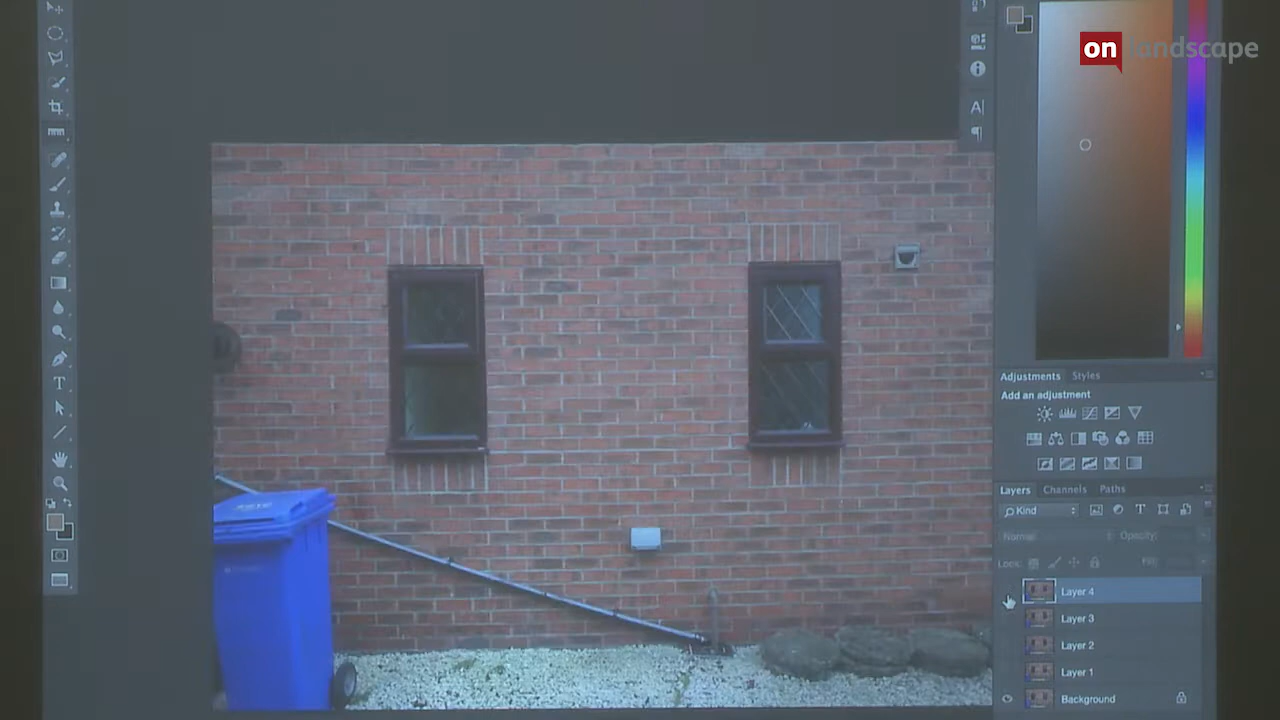 on landscape
A|
Adjustments Styles
Add an adjustment
T
Layers Channels Paths
Kind
T
Normal Opacity:
Lock: Fill:
Layer 4
Layer 3
Layer 2
Layer 1
Background